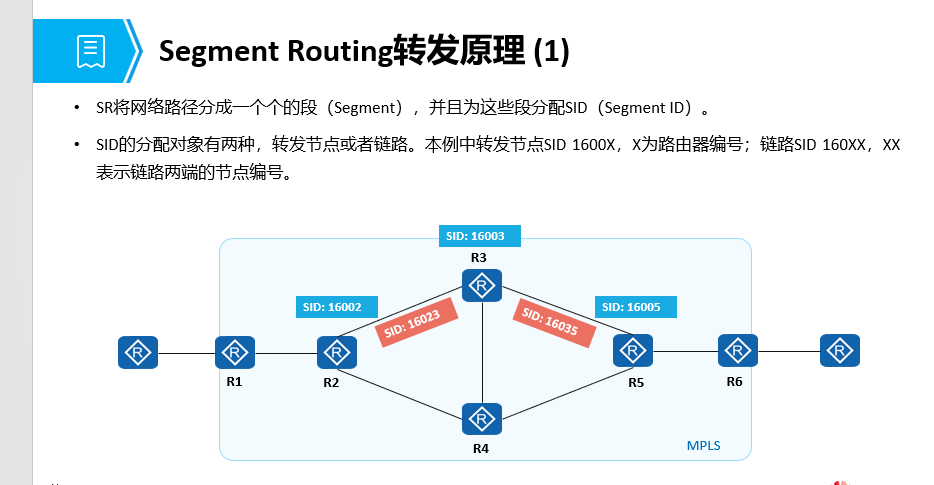 Segment Routing转发原理 (1)
• SR将网络路径分成一个个的段（Segment），并且为这些段分配SID（Segment ID）。
• SID的分配对象有两种，转发节点或者链路。本例中转发节点SID 1600X，X为路由器编号；链路SID 160XX，XX
表示链路两端的节点编号。
SID: 16003
R3
SID: 16002
SID: 16023
SID: 16035
SID: 16005
R
R
R
R
R
R
R
R
R1
R2
R5
R6
R4
MPLS